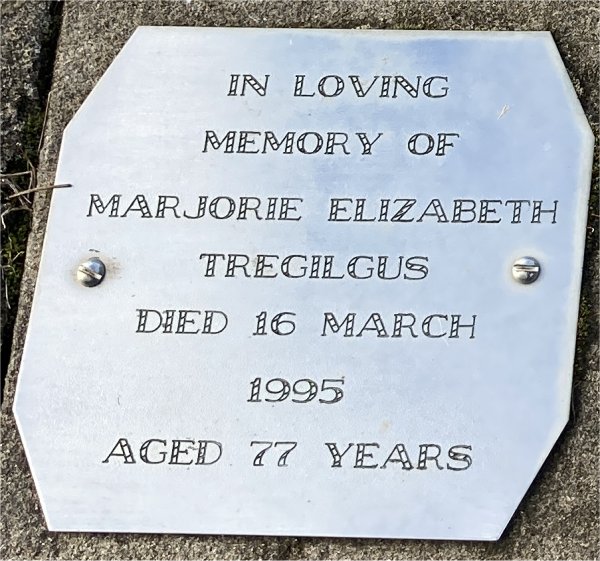 IN LOVING
MEMORY OF
MARJORIE ELIZABETH
TREGILGUS
DIED 16 MARCH
1995
AGED 77 YEARS